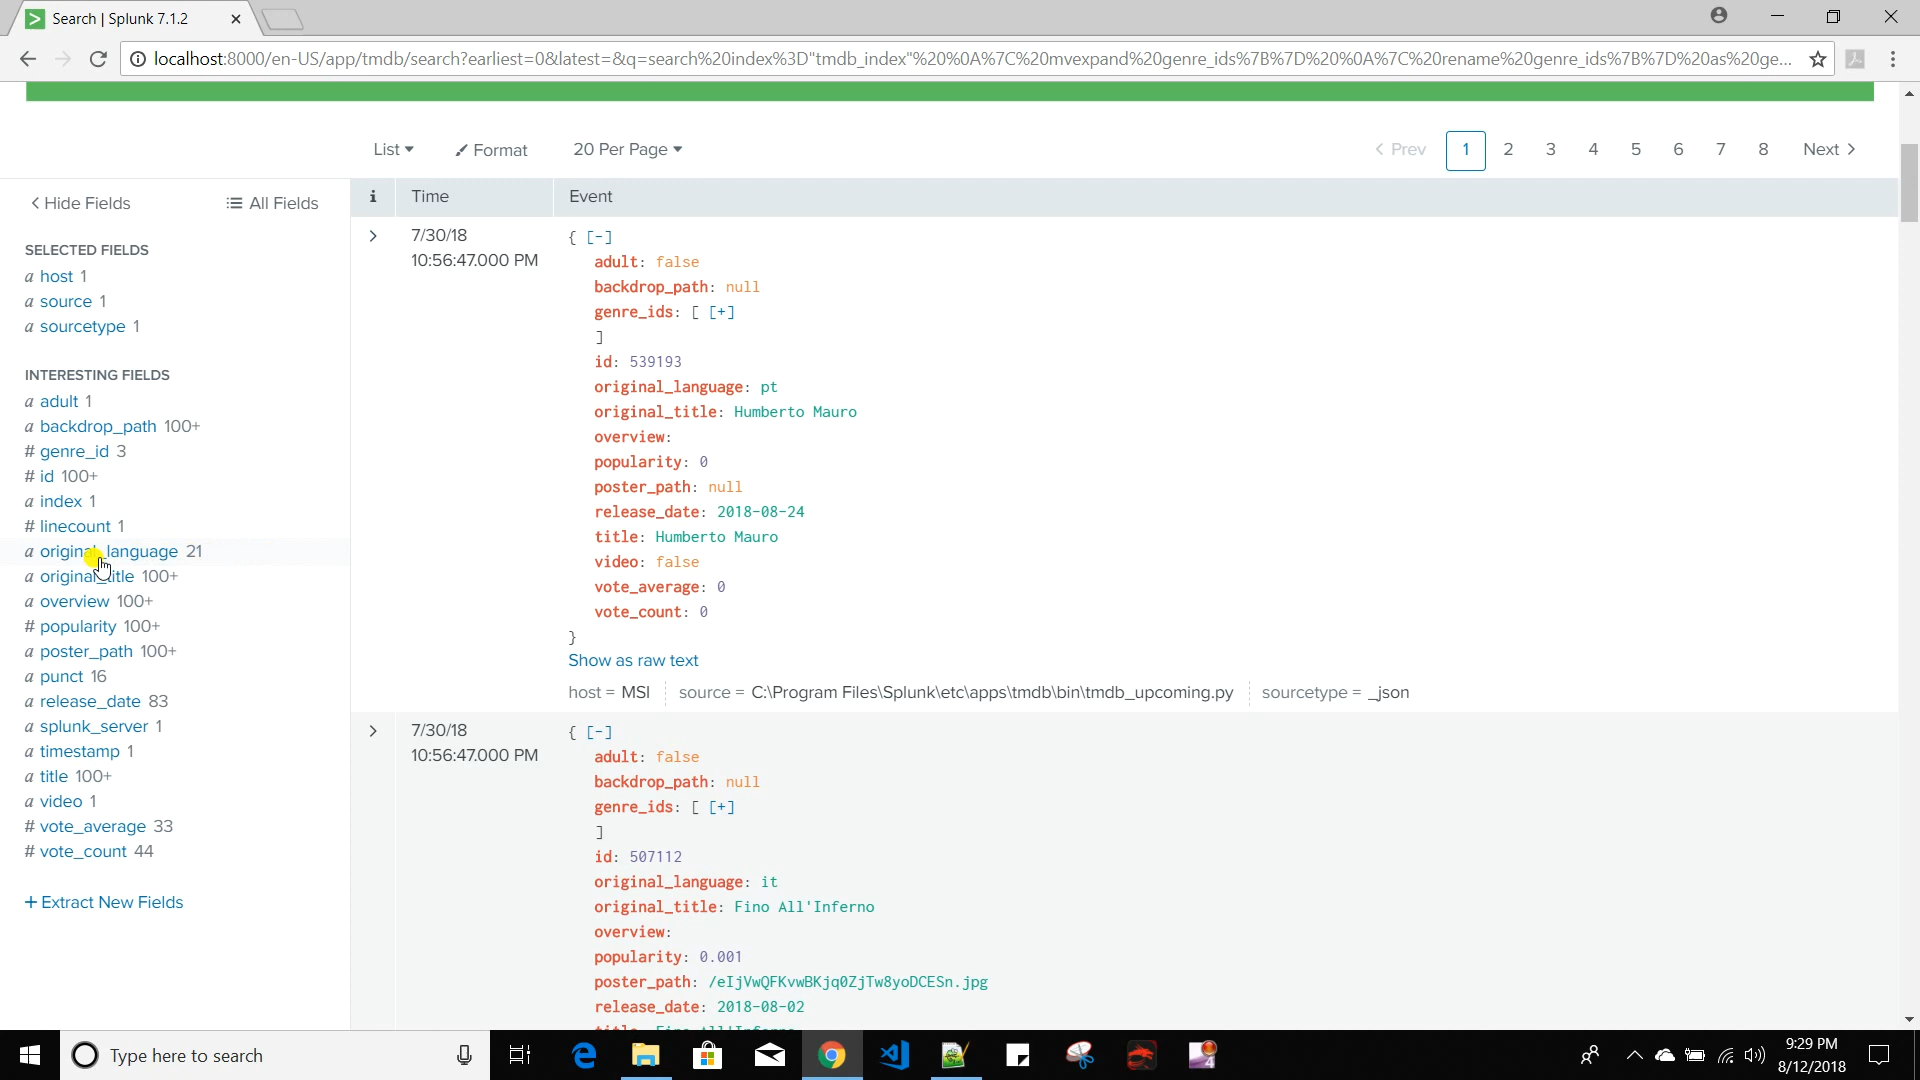 Search | Splunk 7.1.2
localhost:8000/en-US/app/tmdb/search?earliest=0&latest=&q=search%20index%3D"tmdb_index"%20%0A%7C%20mvexpand%20genre_ids%7B%7D%20%0A%7C%20rename%20genre_ids%7B%7D%20as%20ge...
List Format 20 Per Page Prev 1 2 3 4 5 6 7 8 Next
Hide Fields All Fields
i Time Event
SELECTED FIELDS
a host 1
a source 1
a sourcetype 1
INTERESTING FIELDS
a adult 1
a backdrop_path 100+
# genre_id 3
# id 100+
a index 1
# linecount 1
a original_language 21
a original_title 100+
a overview 100+
# popularity 100+
a poster_path 100+
a punct 16
a release_date 83
a splunk_server 1
a timestamp 1
a title 100+
a video 1
# vote_average 33
# vote_count 44
+ Extract New Fields
7/30/18
10:56:47.000 PM
{ [-]
adult: false
backdrop_path: null
genre_ids: [ [+]
]
id: 539193
original_language: pt
original_title: Humberto Mauro
overview:
popularity: 0
poster_path: null
release_date: 2018-08-24
title: Humberto Mauro
video: false
vote_average: 0
vote_count: 0
}
Show as raw text
host = MSI source = C:\Program Files\Splunk\etc\apps\tmdb\bin\tmdb_upcoming.py sourcetype = _json
7/30/18
10:56:47.000 PM
{ [-]
adult: false
backdrop_path: null
genre_ids: [ [+]
]
id: 507112
original_language: it
original_title: Fino All'Inferno
overview:
popularity: 0.001
poster_path: /eIjVwQFKvwBKjq0ZjTw8yoDCESn.jpg
release_date: 2018-08-02
title: Fino All'Inferno
Type here to search
9:29 PM
8/12/2018